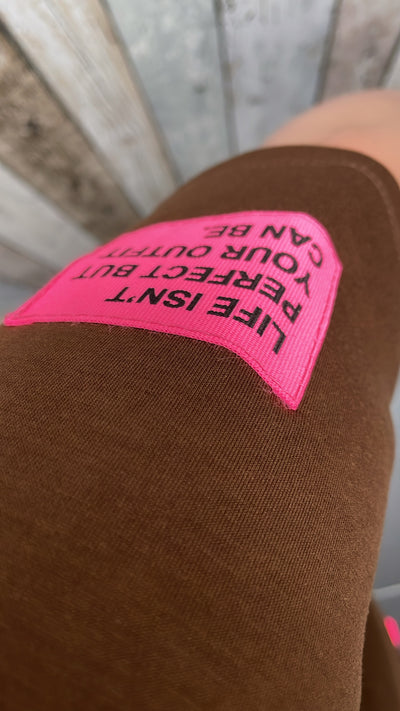 LIFE ISN'T
PERFECT BUT
YOUR OUTFIT
CAN BE.